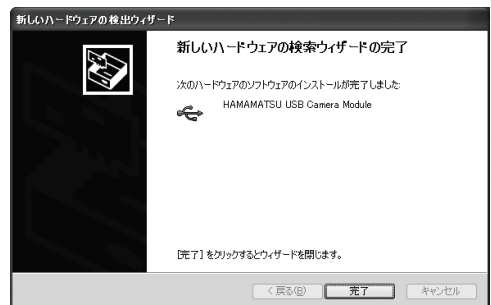 新しいハードウェアの検出ウィザード
新しいハードウェアの検索ウィザードの完了
次のハードウェアのソフトウェアのインストールが完了しました:
HAMAMATSU USB Camera Module
[完了] をクリックするとウィザードを閉じます。
< 戻る(B)
完了
キャンセル